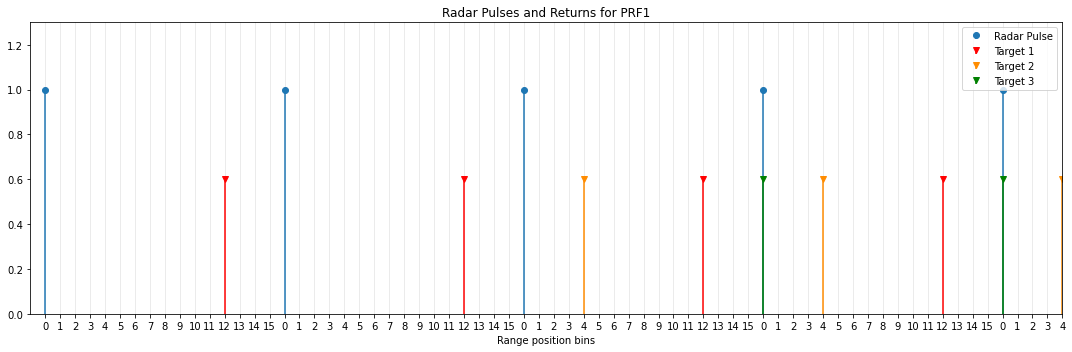 Radar Pulses and Returns for PRF1
1.2
1.0
0.8
0.6
0.4
0.2
0.0
Radar Pulse
Target 1
Target 2
Target 3
0 1 2 3 4 5 6 7 8 9 10 11 12 13 14 15 0 1 2 3 4 5 6 7 8 9 10 11 12 13 14 15 0 1 2 3 4 5 6 7 8 9 10 11 12 13 14 15 0 1 2 3 4 5 6 7 8 9 10 11 12 13 14 15 0 1 2 3 4
Range position bins